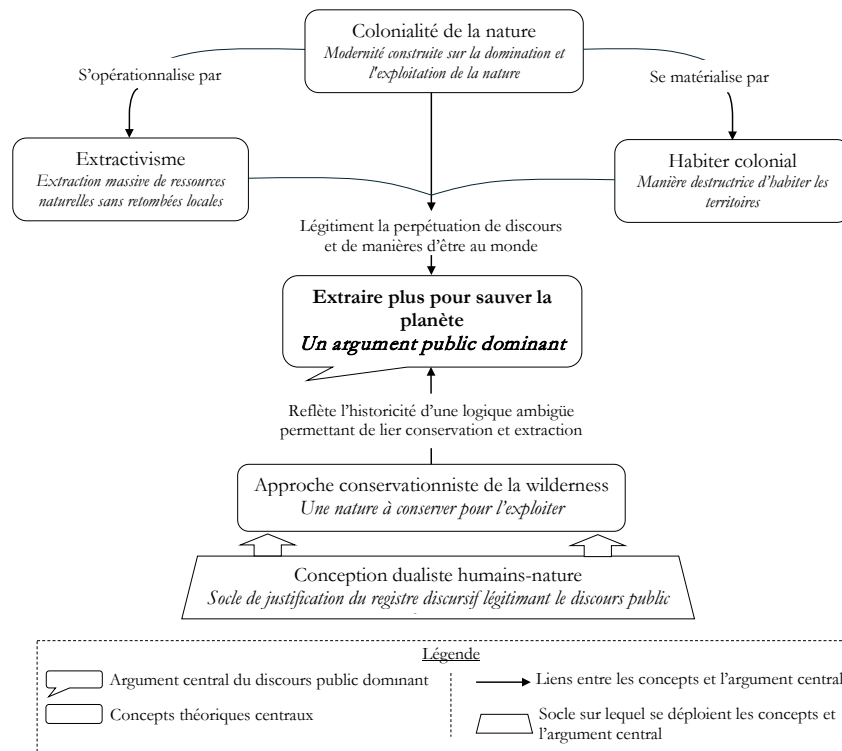 Colonialité de la nature
Modernité construite sur la domination et
l'exploitation de la nature
S'opérationnalise par
Se matérialise par
Extractivisme
Extraction massive de ressources
naturelles sans retombées locales
Habiter colonial
Manière destructrice d'habiter les
territoires
Légitiment la perpétuation de discours
et de manières d'être au monde
Extraire plus pour sauver la
planète
Un argument public dominant
Reflète l'historicité d'une logique ambigüe
permettant de lier conservation et extraction
Approche conservationniste de la wilderness
Une nature à conserver pour l'exploiter
Conception dualiste humains-nature
Socle de justification du registre discursif légitimant le discours public
Légende
Argument central du discours public dominant
Concepts théoriques centraux
Liens entre les concepts et l'argument central
Socle sur lequel se déploient les concepts et
l'argument central